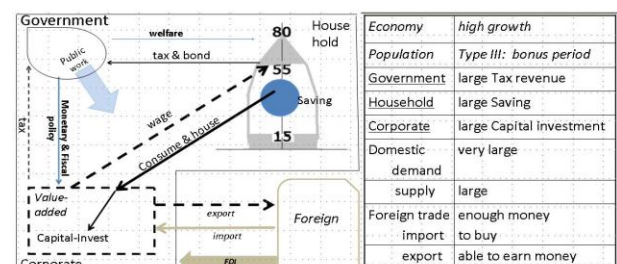 Government
House
hold
welfare
80
tax & bond
Public
work
55
Saving
wage
tax
Monetary & Fiscal
policy
Consume & house
15
Value-
added
export
Foreign
Capital-invest
import
Corporate
FDI
Economy high growth
Population Type III: bonus period
Government large Tax revenue
Household large Saving
Corporate large Capital investment
Domestic very large
demand
supply large
Foreign trade enough money
import to buy
export able to earn money